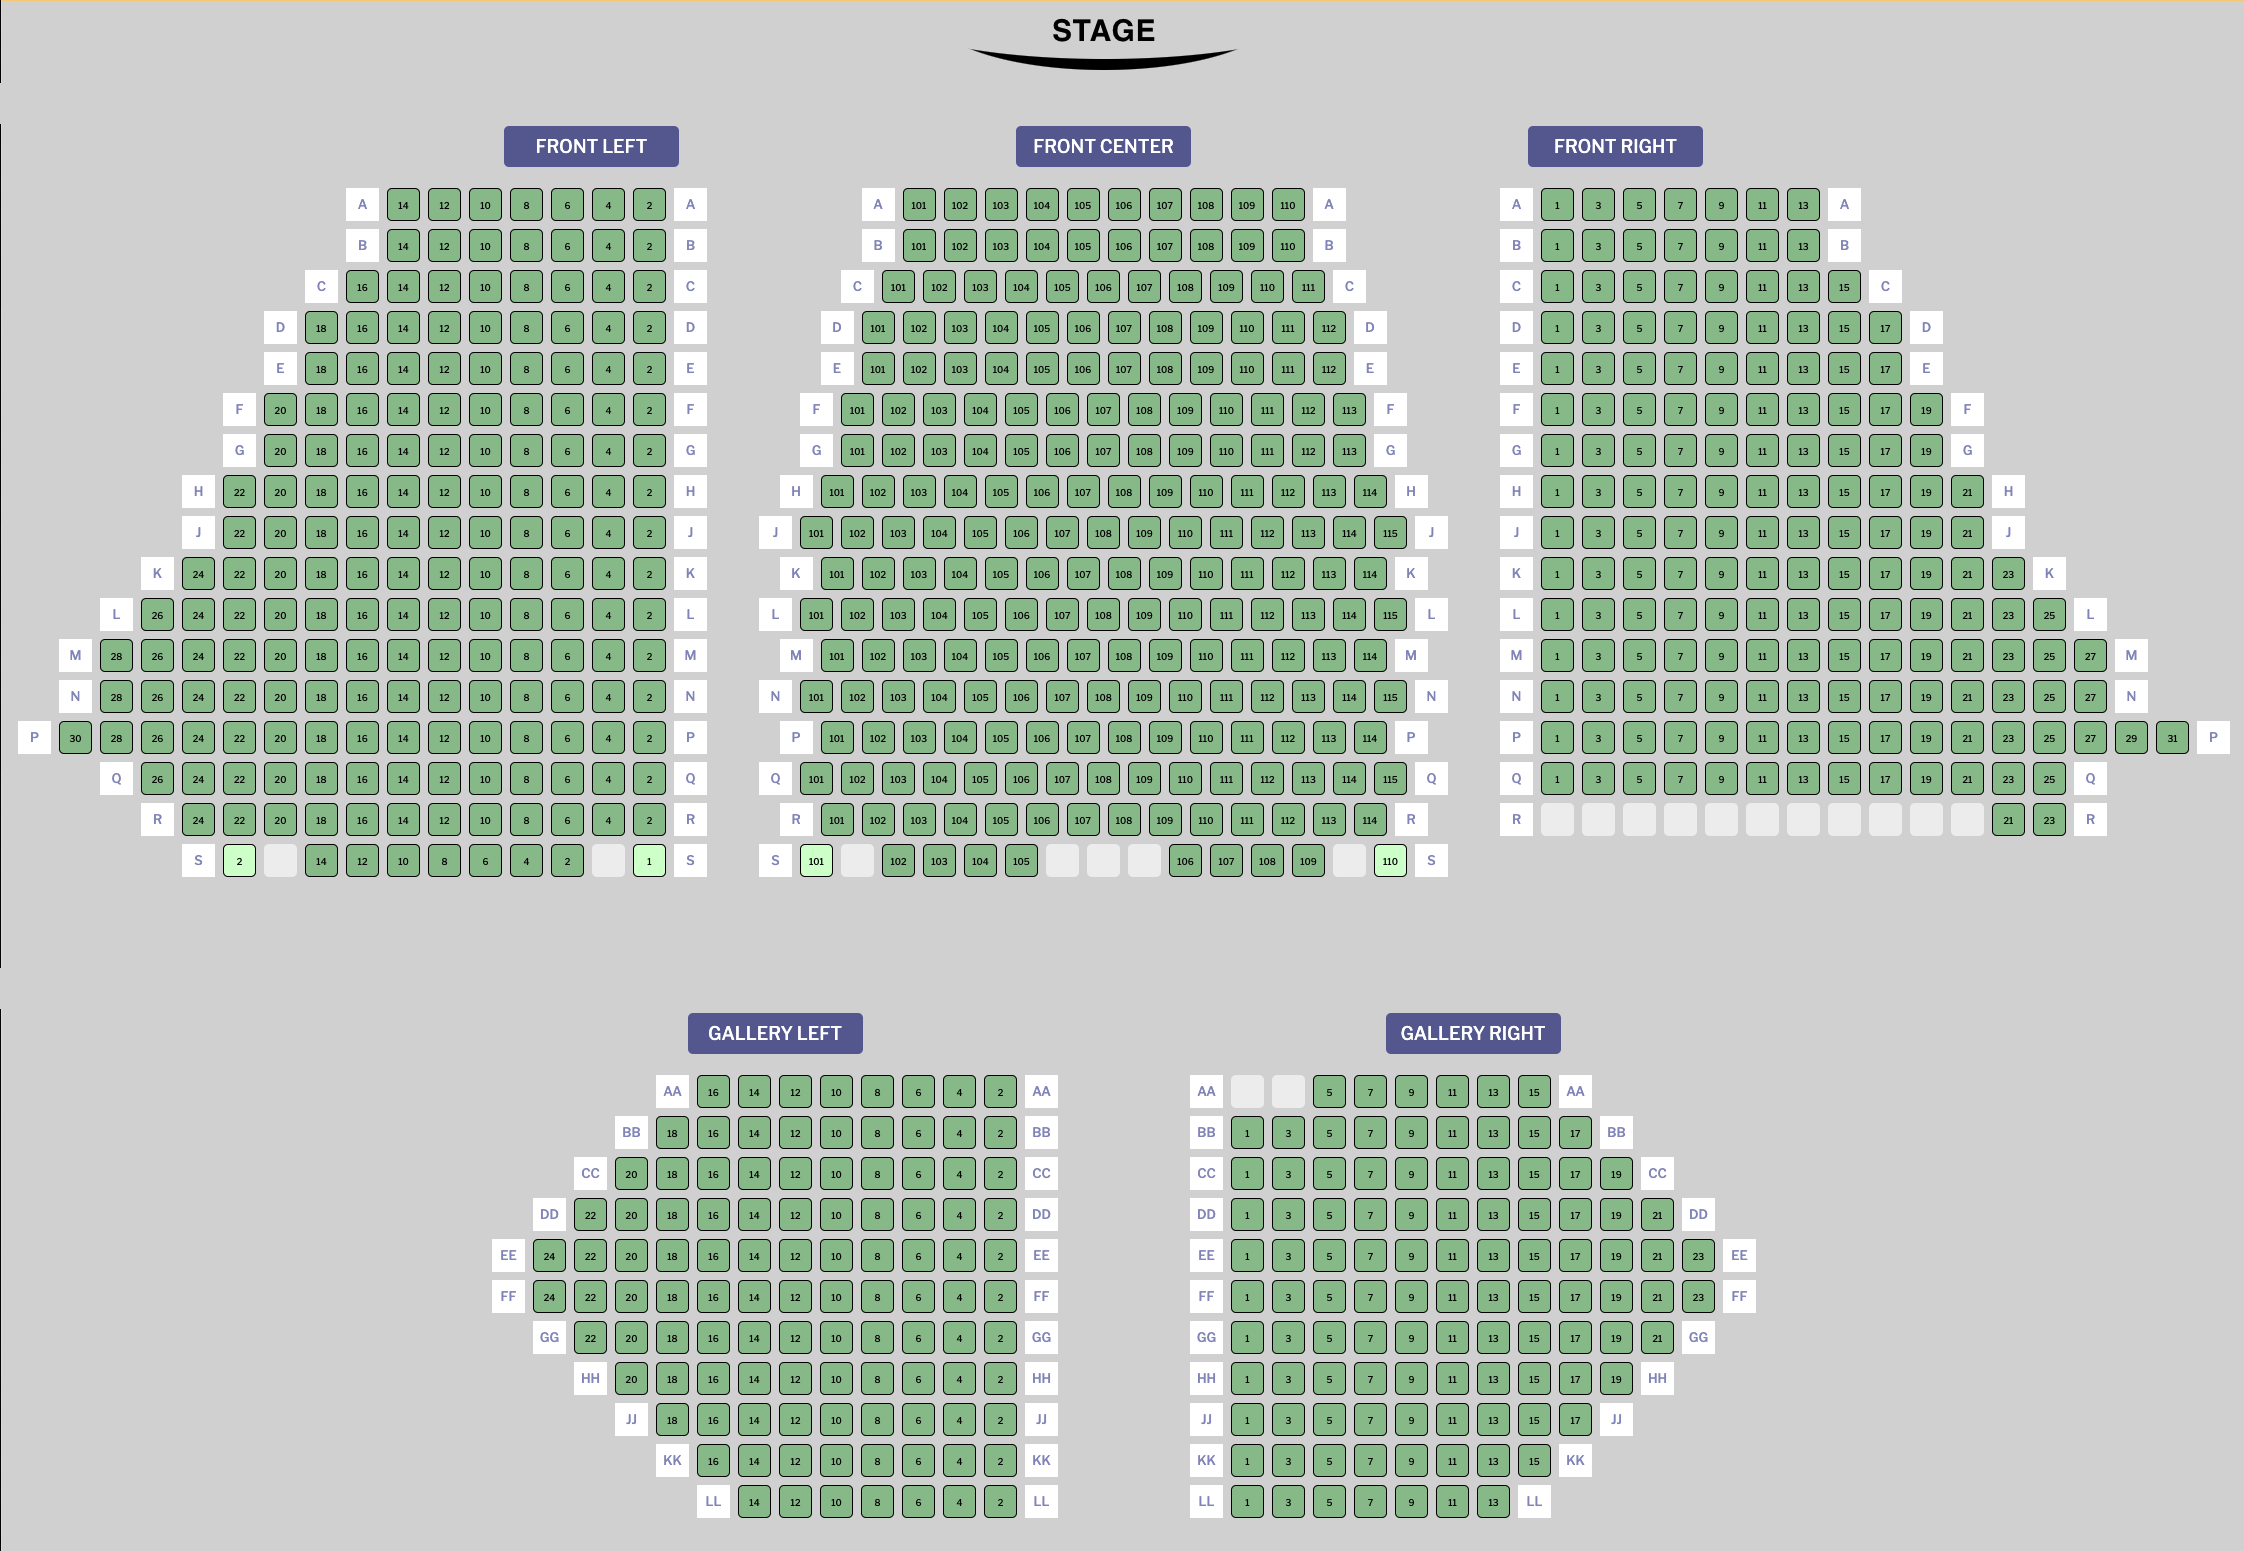 STAGE
FRONT LEFT FRONT CENTER FRONT RIGHT
A 14 12 10 8 6 4 2 A A 101 102 103 104 105 106 107 108 109 110 A A 1 3 5 7 9 11 13 A
B 14 12 10 8 6 4 2 B B 101 102 103 104 105 106 107 108 109 110 B B 1 3 5 7 9 11 13 B
C 16 14 12 10 8 6 4 2 C C 101 102 103 104 105 106 107 108 109 110 111 C C 1 3 5 7 9 11 13 15 C
D 18 16 14 12 10 8 6 4 2 D D 101 102 103 104 105 106 107 108 109 110 111 112 D D 1 3 5 7 9 11 13 15 17 D
E 18 16 14 12 10 8 6 4 2 E E 101 102 103 104 105 106 107 108 109 110 111 112 E E 1 3 5 7 9 11 13 15 17 E
F 20 18 16 14 12 10 8 6 4 2 F F 101 102 103 104 105 106 107 108 109 110 111 112 113 F F 1 3 5 7 9 11 13 15 17 19 F
G 20 18 16 14 12 10 8 6 4 2 G G 101 102 103 104 105 106 107 108 109 110 111 112 113 G G 1 3 5 7 9 11 13 15 17 19 G
H 22 20 18 16 14 12 10 8 6 4 2 H H 101 102 103 104 105 106 107 108 109 110 111 112 113 114 H H 1 3 5 7 9 11 13 15 17 19 21 H
J 22 20 18 16 14 12 10 8 6 4 2 J J 101 102 103 104 105 106 107 108 109 110 111 112 113 114 115 J J 1 3 5 7 9 11 13 15 17 19 21 J
K 24 22 20 18 16 14 12 10 8 6 4 2 K K 101 102 103 104 105 106 107 108 109 110 111 112 113 114 K K 1 3 5 7 9 11 13 15 17 19 21 23 K
L 26 24 22 20 18 16 14 12 10 8 6 4 2 L L 101 102 103 104 105 106 107 108 109 110 111 112 113 114 115 L L 1 3 5 7 9 11 13 15 17 19 21 23 25 L
M 28 26 24 22 20 18 16 14 12 10 8 6 4 2 M M 101 102 103 104 105 106 107 108 109 110 111 112 113 114 M M 1 3 5 7 9 11 13 15 17 19 21 23 25 27 M
N 28 26 24 22 20 18 16 14 12 10 8 6 4 2 N N 101 102 103 104 105 106 107 108 109 110 111 112 113 114 115 N N 1 3 5 7 9 11 13 15 17 19 21 23 25 27 N
P 30 28 26 24 22 20 18 16 14 12 10 8 6 4 2 P P 101 102 103 104 105 106 107 108 109 110 111 112 113 114 P P 1 3 5 7 9 11 13 15 17 19 21 23 25 27 29 31 P
Q 26 24 22 20 18 16 14 12 10 8 6 4 2 Q Q 101 102 103 104 105 106 107 108 109 110 111 112 113 114 115 Q Q 1 3 5 7 9 11 13 15 17 19 21 23 25 Q
R 24 22 20 18 16 14 12 10 8 6 4 2 R R 101 102 103 104 105 106 107 108 109 110 111 112 113 114 R R 21 23 R
S 2 14 12 10 8 6 4 2 1 S S 101 102 103 104 105 106 107 108 109 110 S
GALLERY LEFT GALLERY RIGHT
AA 16 14 12 10 8 6 4 2 AA AA 5 7 9 11 13 15 AA
BB 18 16 14 12 10 8 6 4 2 BB BB 1 3 5 7 9 11 13 15 17 BB
CC 20 18 16 14 12 10 8 6 4 2 CC CC 1 3 5 7 9 11 13 15 17 19 CC
DD 22 20 18 16 14 12 10 8 6 4 2 DD DD 1 3 5 7 9 11 13 15 17 19 21 DD
EE 24 22 20 18 16 14 12 10 8 6 4 2 EE EE 1 3 5 7 9 11 13 15 17 19 21 23 EE
FF 24 22 20 18 16 14 12 10 8 6 4 2 FF FF 1 3 5 7 9 11 13 15 17 19 21 23 FF
GG 22 20 18 16 14 12 10 8 6 4 2 GG GG 1 3 5 7 9 11 13 15 17 19 21 GG
HH 20 18 16 14 12 10 8 6 4 2 HH HH 1 3 5 7 9 11 13 15 17 19 HH
JJ 18 16 14 12 10 8 6 4 2 JJ JJ 1 3 5 7 9 11 13 15 17 JJ
KK 16 14 12 10 8 6 4 2 KK KK 1 3 5 7 9 11 13 15 KK
LL 14 12 10 8 6 4 2 LL LL 1 3 5 7 9 11 13 LL